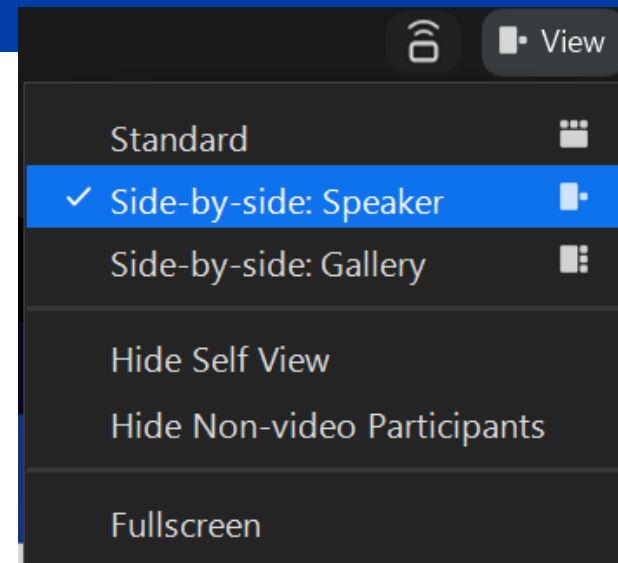 View
Standard
Side-by-side: Speaker
Side-by-side: Gallery
Hide Self View
Hide Non-video Participants
Fullscreen